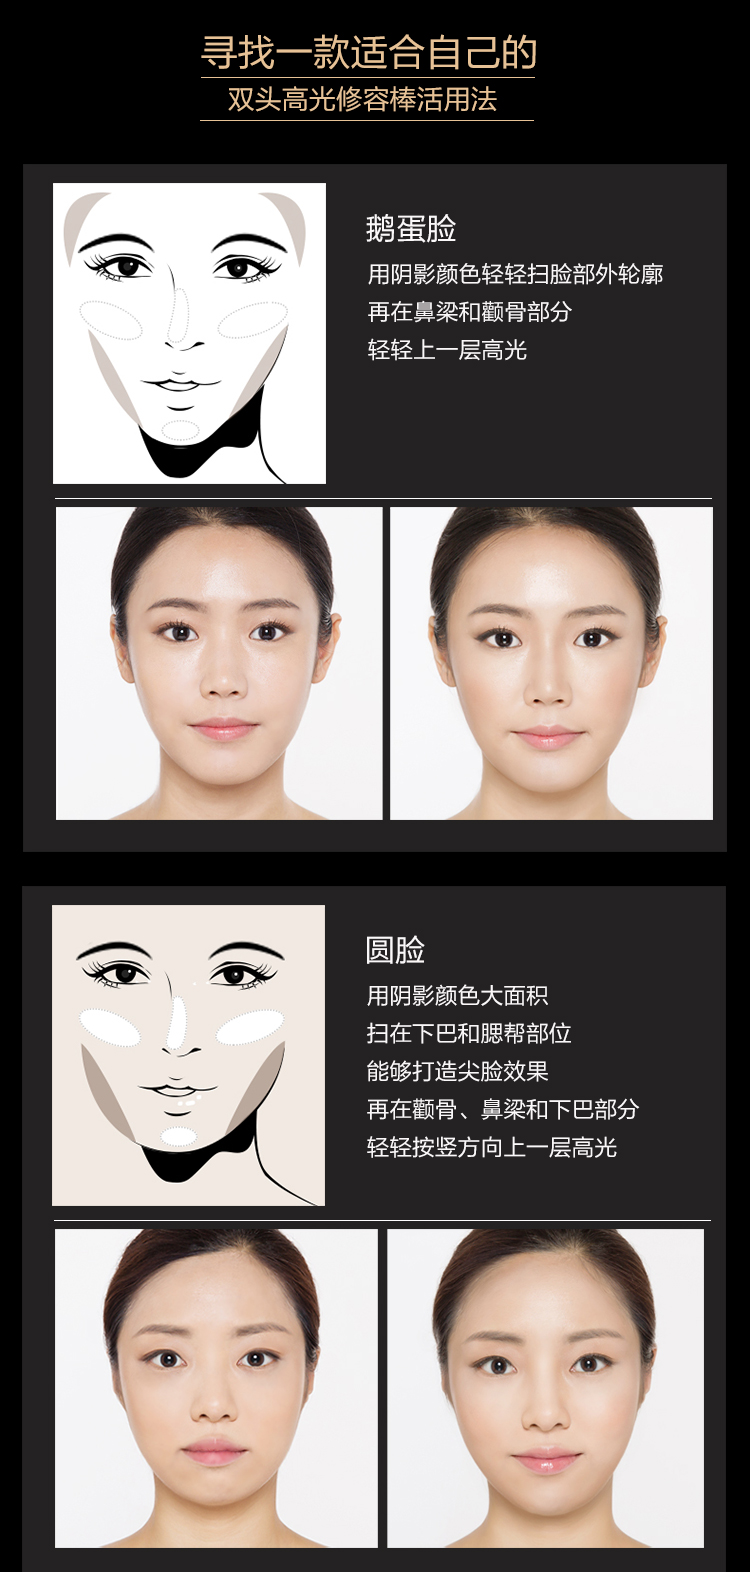 寻找一款适合自己的
双头高光修容棒活用法
鹅蛋脸
用阴影颜色轻轻扫脸部外轮廓
再在鼻梁和颧骨部分
轻轻上一层高光
圆脸
用阴影颜色大面积
扫在下巴和腮帮部位
能够打造尖脸效果
再在颧骨、鼻梁和下巴部分
轻轻按竖方向上一层高光